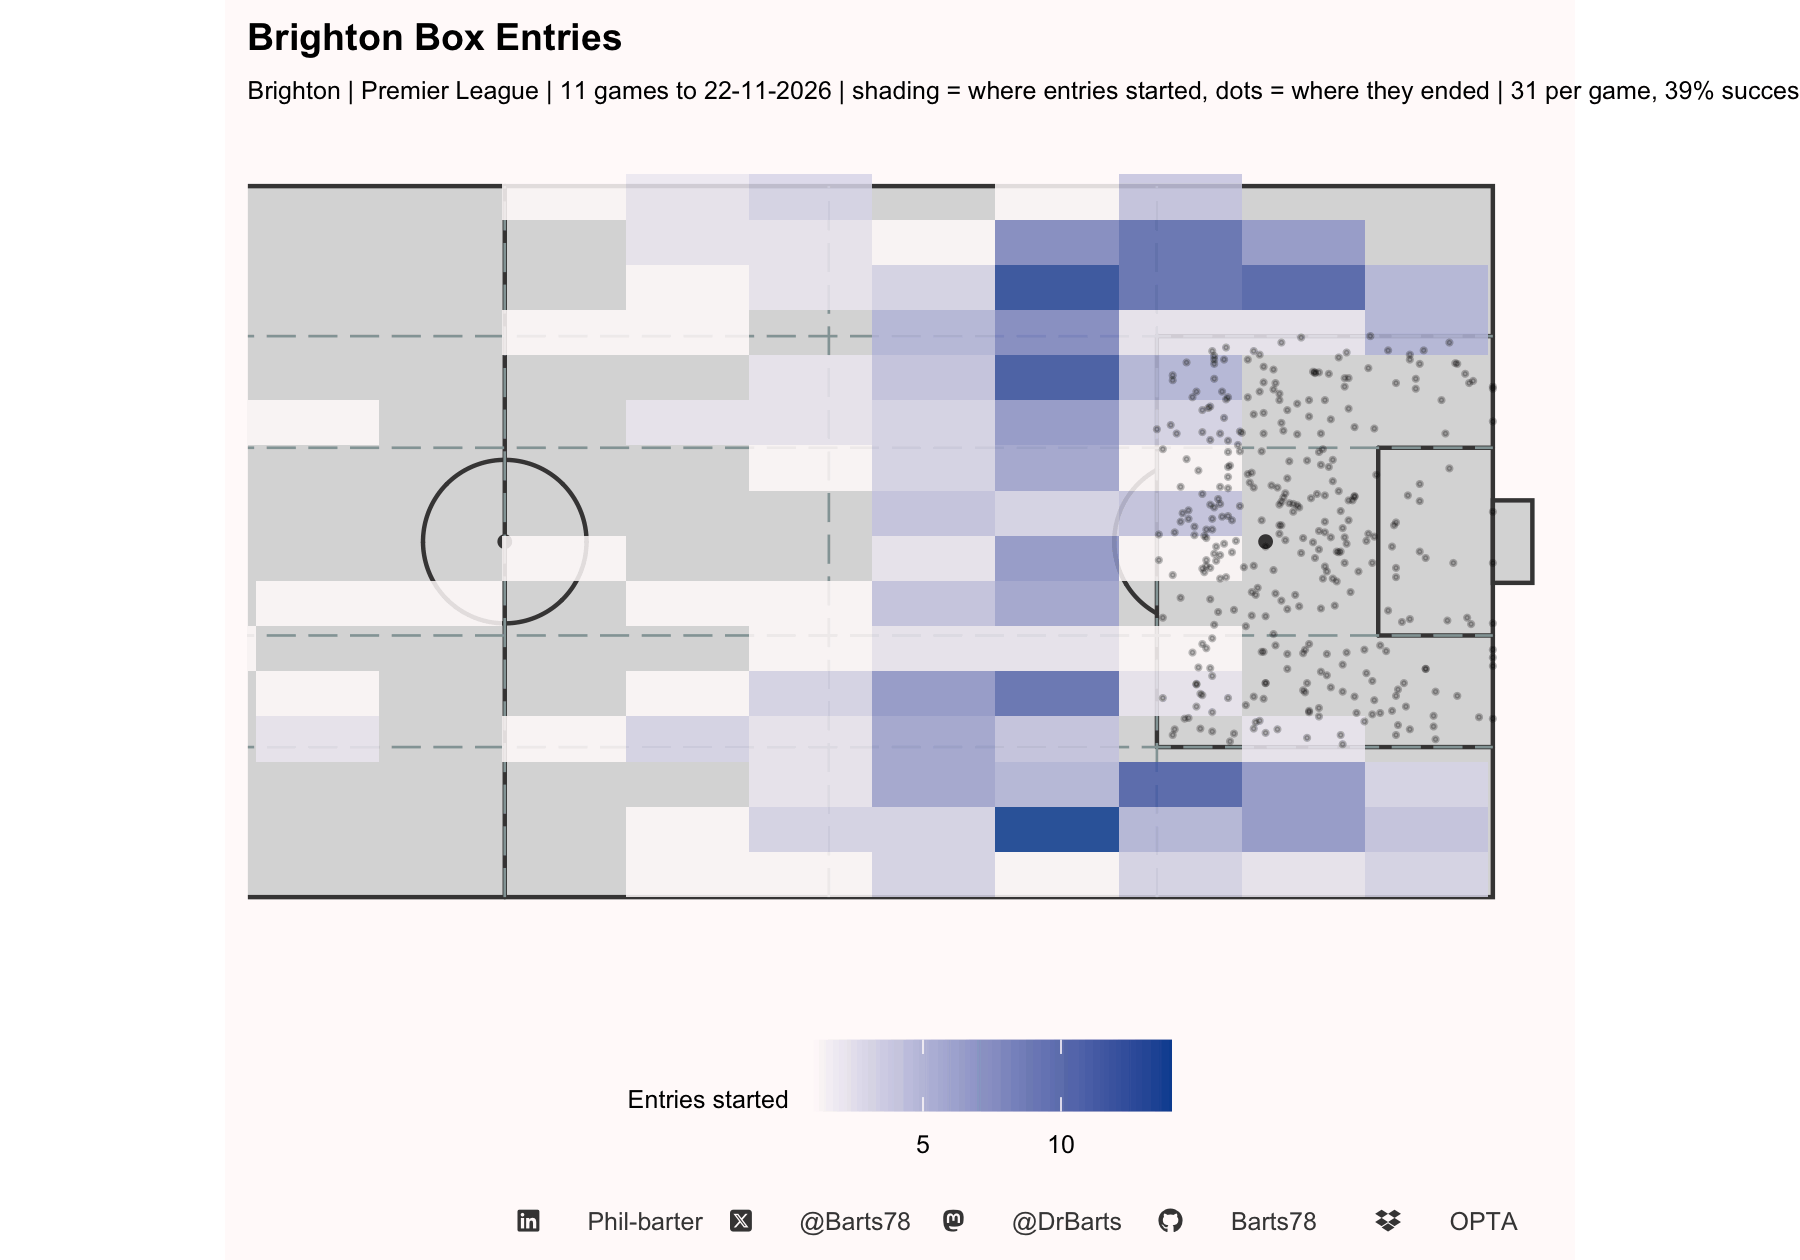 Brighton Box Entries
Brighton | Premier League | 11 games to 22-11-2026 | shading = where entries started, dots = where they ended | 31 per game, 39% succes
Entries started
5 10
Phil-barter @Barts78 @DrBarts Barts78 OPTA